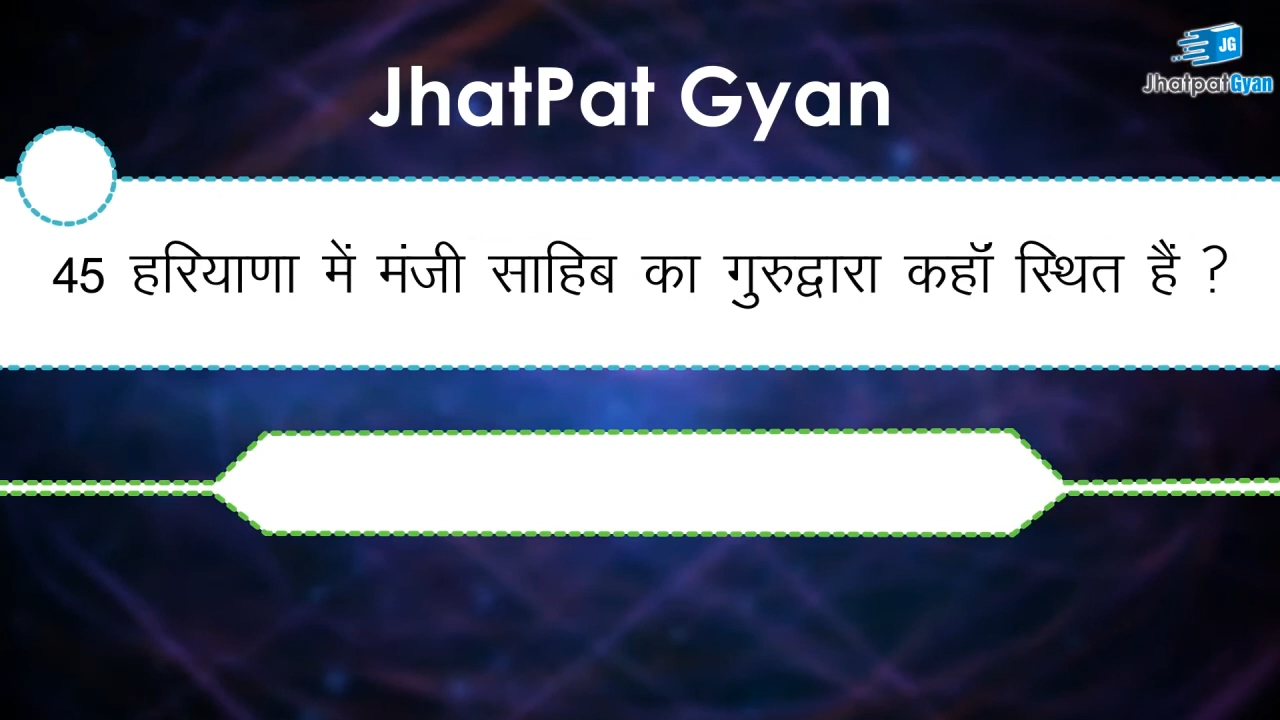 JhatPat Gyan
JG
JhatpatGyan
45 हरियाणा में मंजी साहिब का गुरुद्वारा कहॉं स्थित हैं ?